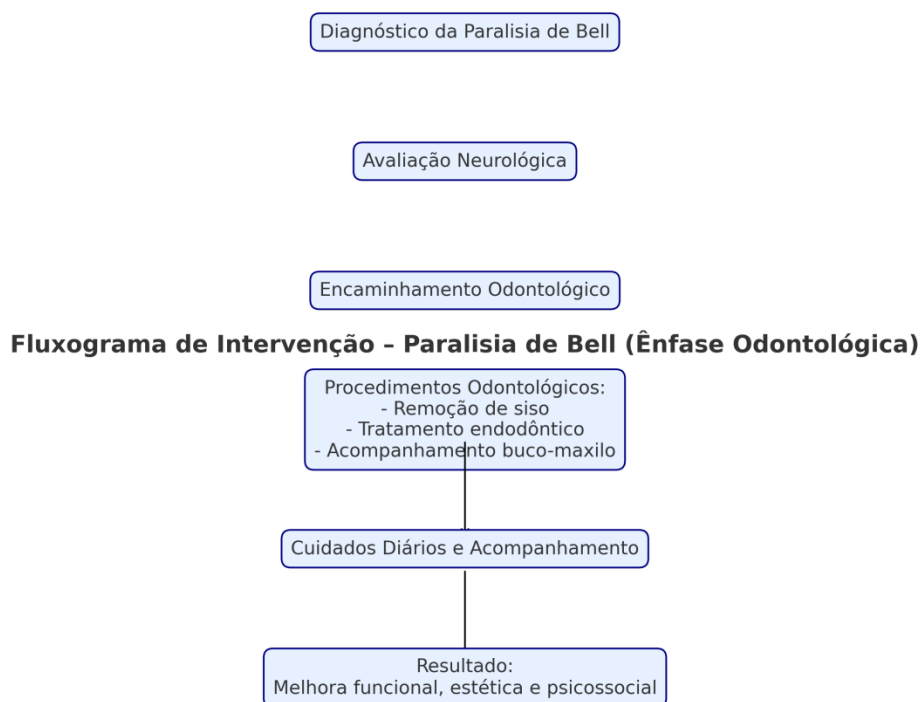 Diagnóstico da Paralisia de Bell
Avaliação Neurológica
Encaminhamento Odontológico
Fluxograma de Intervenção – Paralisia de Bell (Ênfase Odontológica)
Procedimentos Odontológicos:
- Remoção de siso
- Tratamento endodôntico
- Acompanhamento buco-maxilo
Cuidados Diários e Acompanhamento
Resultado:
Melhora funcional, estética e psicossocial